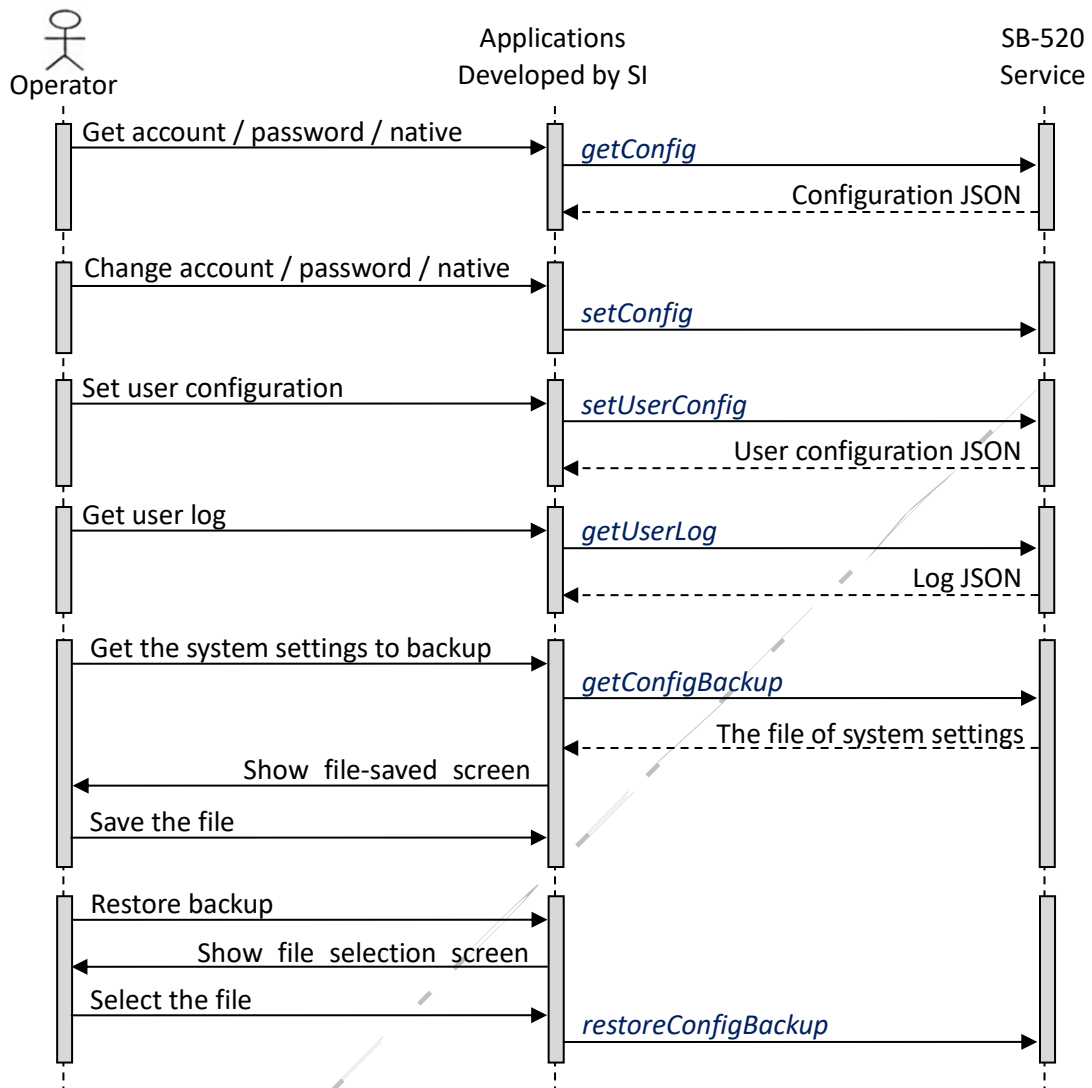 Operator
Applications
Developed by SI
SB-520
Service
Get account / password / native
getConfig
Configuration JSON
Change account / password / native
setConfig
Set user configuration
setUserConfig
User configuration JSON
Get user log
getUserLog
Log JSON
Get the system settings to backup
getConfigBackup
The file of system settings
Show file-saved screen
Save the file
Restore backup
Show file selection screen
Select the file
restoreConfigBackup